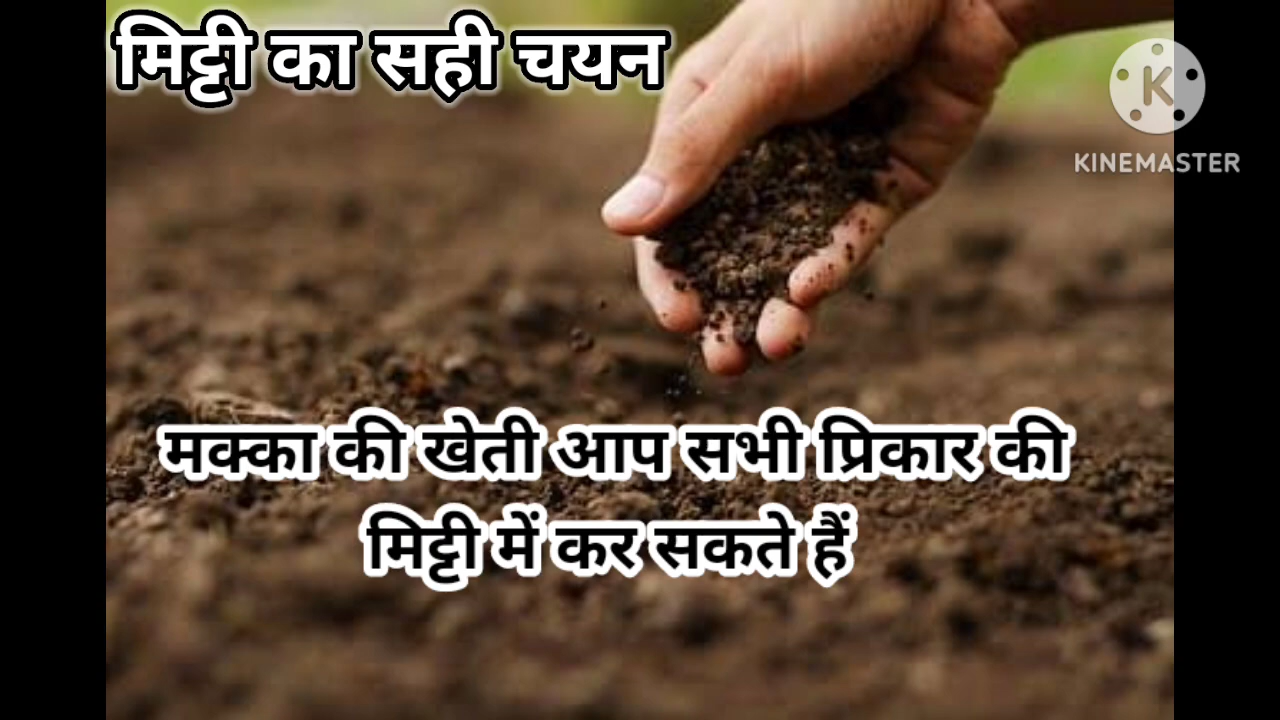 मिट्टी का सही चयन
K
KINEMASTER
मक्का की खेती आप सभी प्रिकार की
मिट्टी में कर सकते हैं